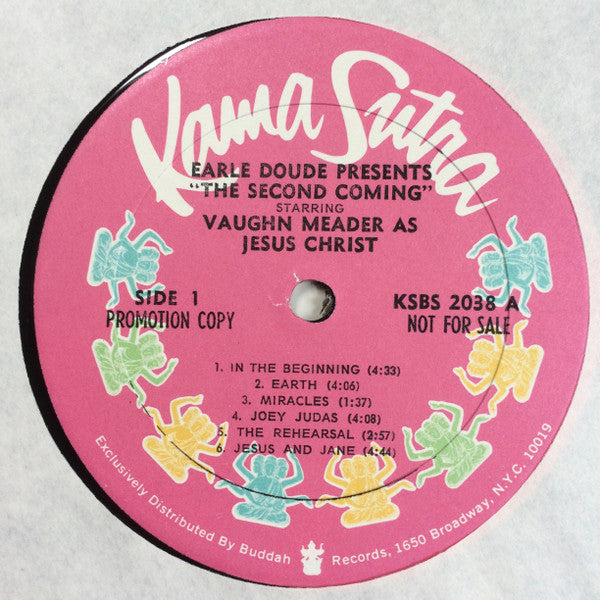 Kama Sutra
EARLE DOUDE PRESENTS
"THE SECOND COMING"
STARRING
VAUGHN MEADER AS
JESUS CHRIST
SIDE 1
PROMOTION COPY
KSBS 2038 A
NOT FOR SALE
1. IN THE BEGINNING (4:33)
2. EARTH (4:06)
3. MIRACLES (1:37)
4. JOEY JUDAS (4:08)
5. THE REHEARSAL (2:57)
6. JESUS AND JANE (4:44)
Exclusively Distributed By Buddah Records, 1650 Broadway, N.Y.C. 10019